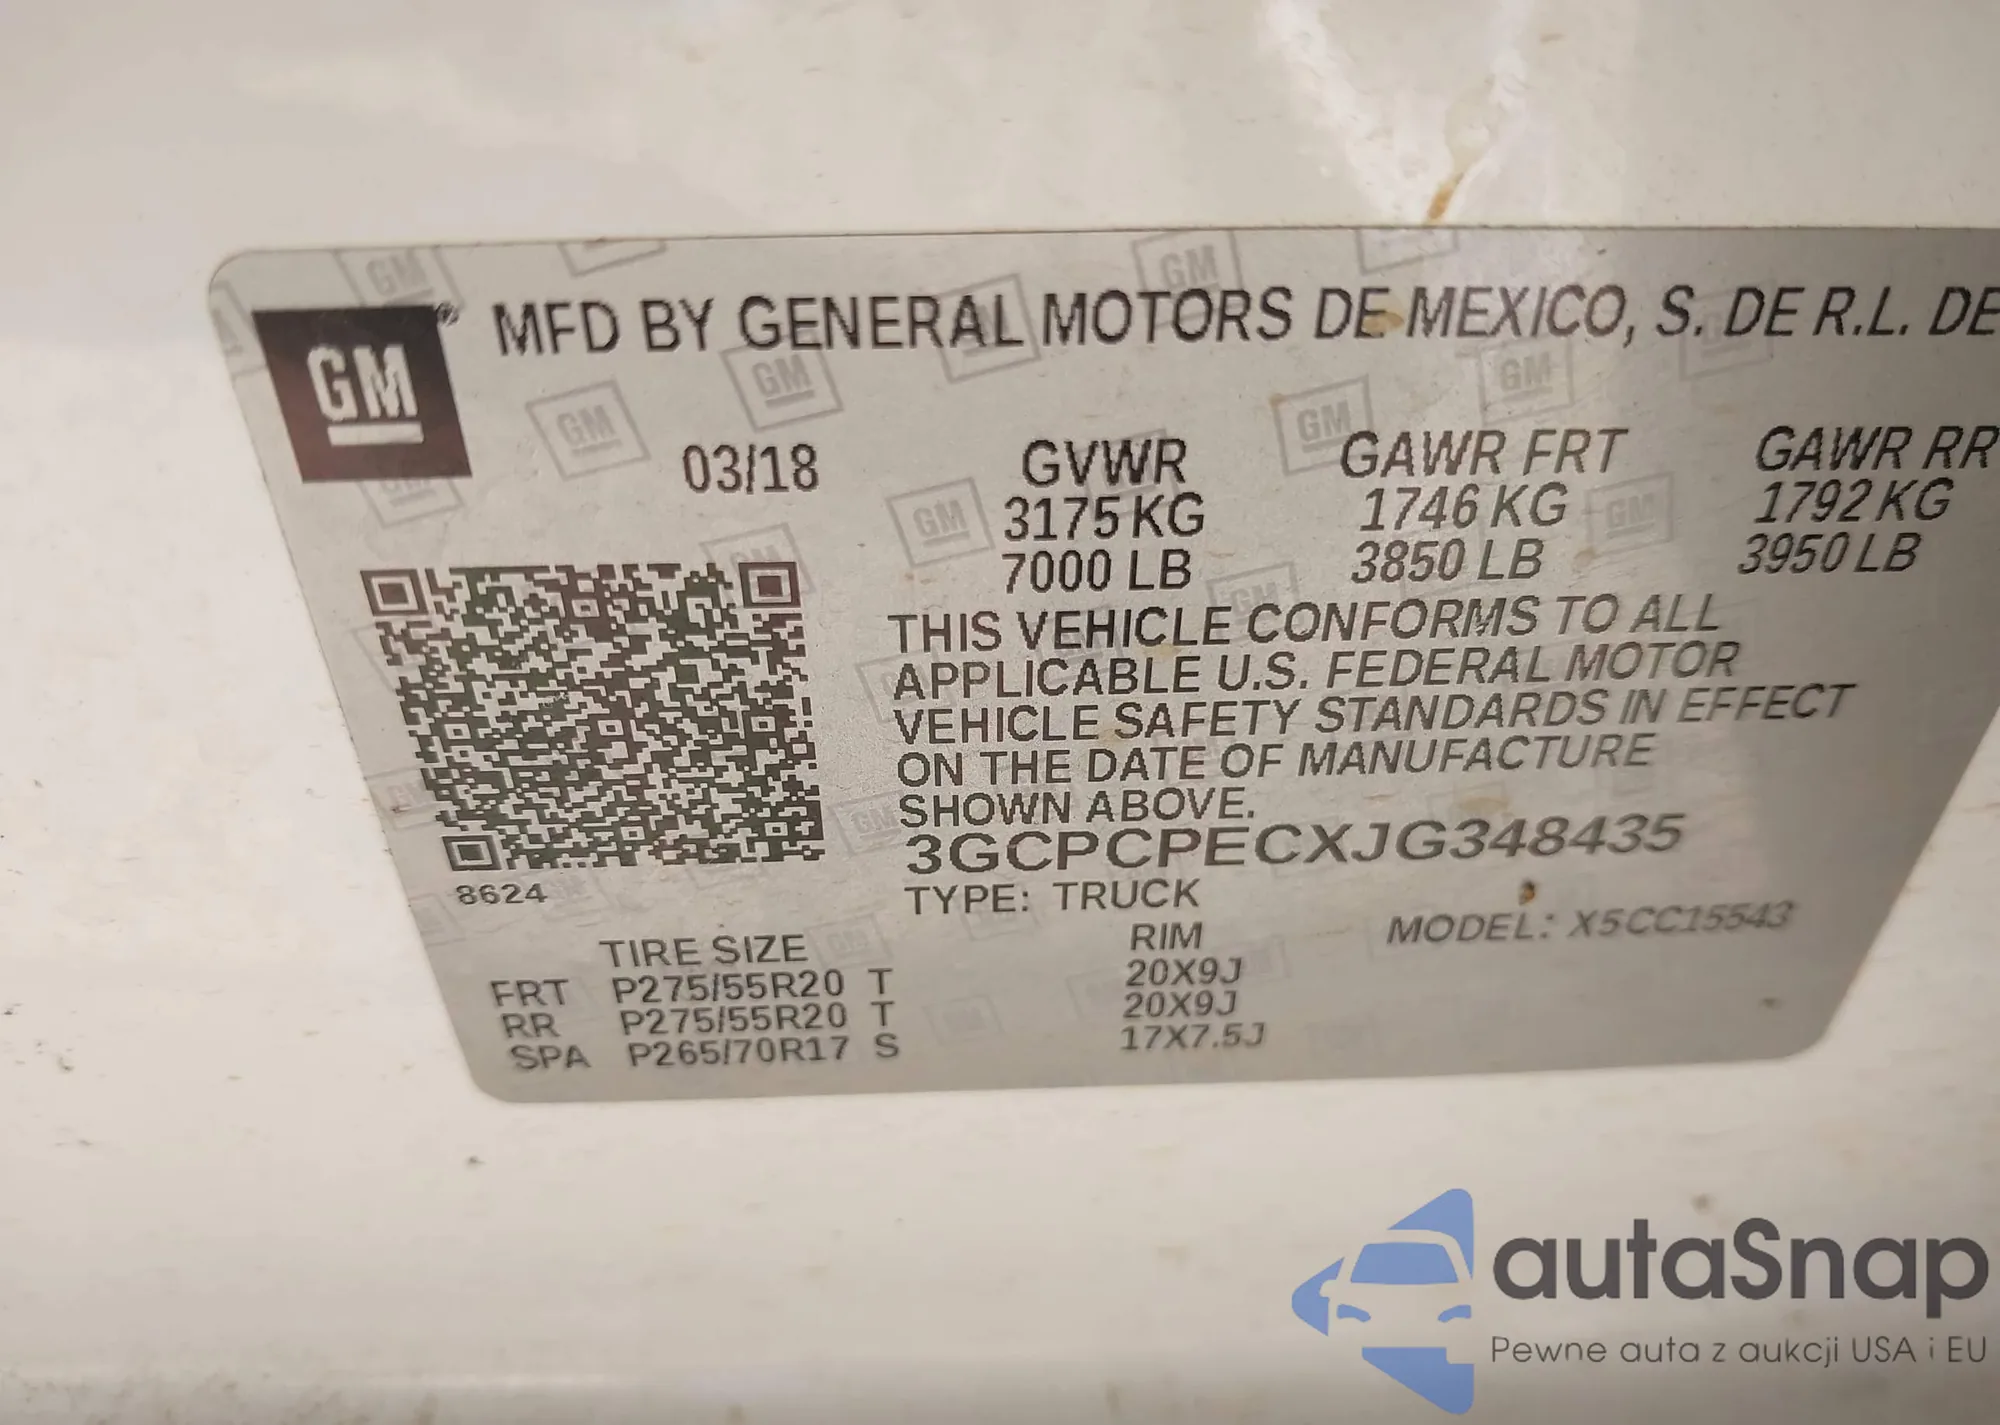 GM® MFD BY GENERAL MOTORS DE MEXICO, S. DE R.L. DE
03/18 GVWR GAWR FRT GAWR RR
3175 KG 1746 KG 1792 KG
7000 LB 3850 LB 3950 LB
THIS VEHICLE CONFORMS TO ALL
APPLICABLE U.S. FEDERAL MOTOR
VEHICLE SAFETY STANDARDS IN EFFECT
ON THE DATE OF MANUFACTURE
SHOWN ABOVE.
3GCPCPECXJG348435
8624
TYPE: TRUCK MODEL: X5CC15543
TIRE SIZE RIM
FRT P275/55R20 T 20X9J
RR P275/55R20 T 20X9J
SPA P265/70R17 S 17X7.5J
autaSnap
Pewne auta z aukcji USA i EU